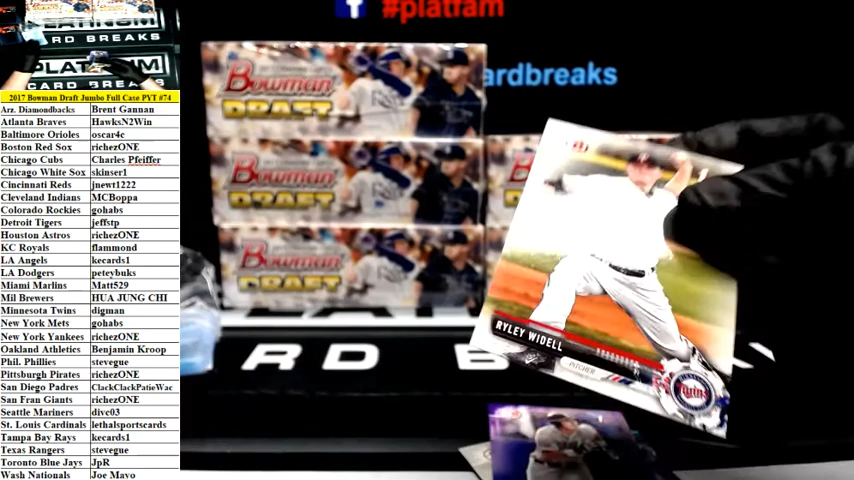 #platfam
ardbreaks
PLATINUM
CARD BREAKS
PLATINUM
CARD BREAKS
2017 Bowman Draft Jumbo Full Case PYT #74
Arz. Diamondbacks Brent Gannan
Atlanta Braves HawksN2Win
Baltimore Orioles oscar4c
Boston Red Sox richezONE
Chicago Cubs Charles Pfeiffer
Chicago White Sox skinser1
Cincinnati Reds jnewt1222
Cleveland Indians MCBoppa
Colorado Rockies gohabs
Detroit Tigers jeffstp
Houston Astros richezONE
KC Royals flammond
LA Angels kecards1
LA Dodgers peteybuks
Miami Marlins Matt529
Mil Brewers HUA JUNG CHI
Minnesota Twins digman
New York Mets gohabs
New York Yankees richezONE
Oakland Athletics Benjamin Kroop
Phil. Phillies stevegue
Pittsburgh Pirates richezONE
San Diego Padres ClackClackPatieWac
San Fran Giants richezONE
Seattle Mariners divc03
St. Louis Cardinals lethalsportscards
Tampa Bay Rays kecards1
Texas Rangers stevegue
Toronto Blue Jays JpR
Wash Nationals Joe Mayo
Bowman
DRAFT
Bowman
DRAFT
Bowman
DRAFT
RYLEY WIDELL
PITCHER
Twins
ARD B